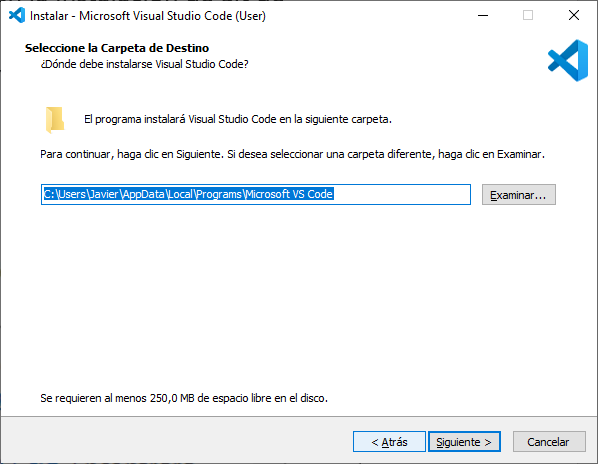 Instalar - Microsoft Visual Studio Code (User)
Seleccione la Carpeta de Destino
¿Dónde debe instalarse Visual Studio Code?
El programa instalará Visual Studio Code en la siguiente carpeta.
Para continuar, haga clic en Siguiente. Si desea seleccionar una carpeta diferente, haga clic en Examinar.
C:\Users\Javier\AppData\Local\Programs\Microsoft VS Code
Examinar...
Se requieren al menos 250,0 MB de espacio libre en el disco.
< Atrás
Siguiente >
Cancelar